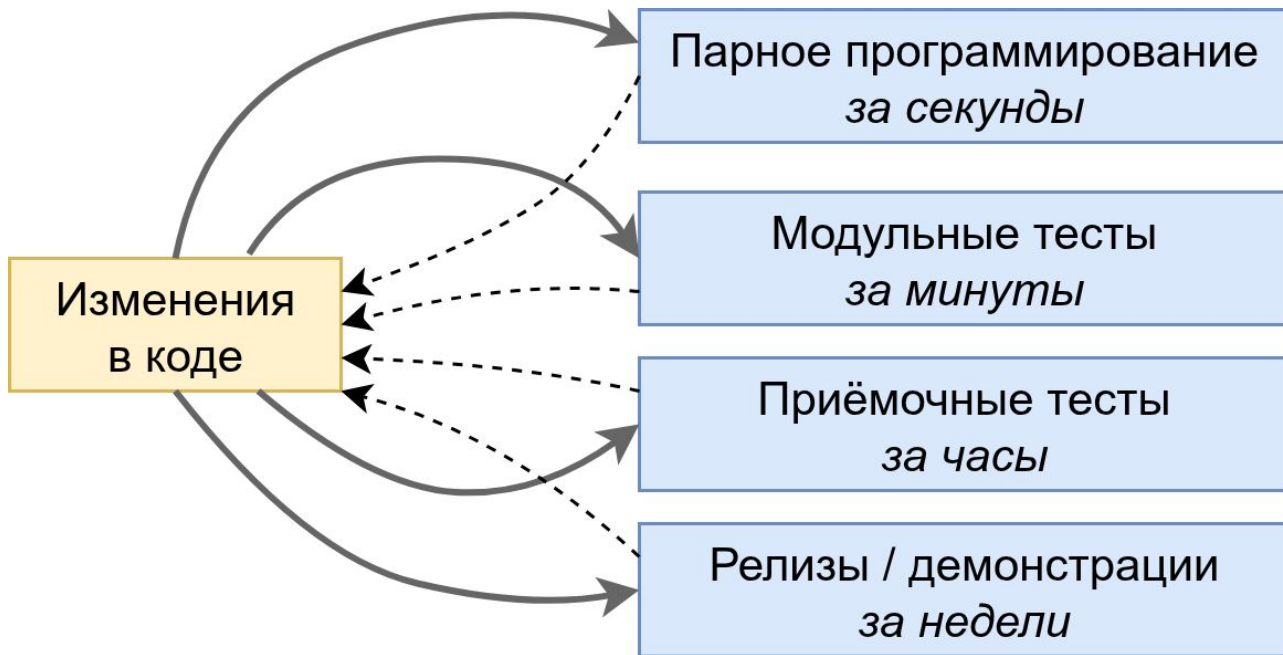 Парное программирование
за секунды
Модульные тесты
за минуты
Изменения
в коде
Приёмочные тесты
за часы
Релизы / демонстрации
за недели